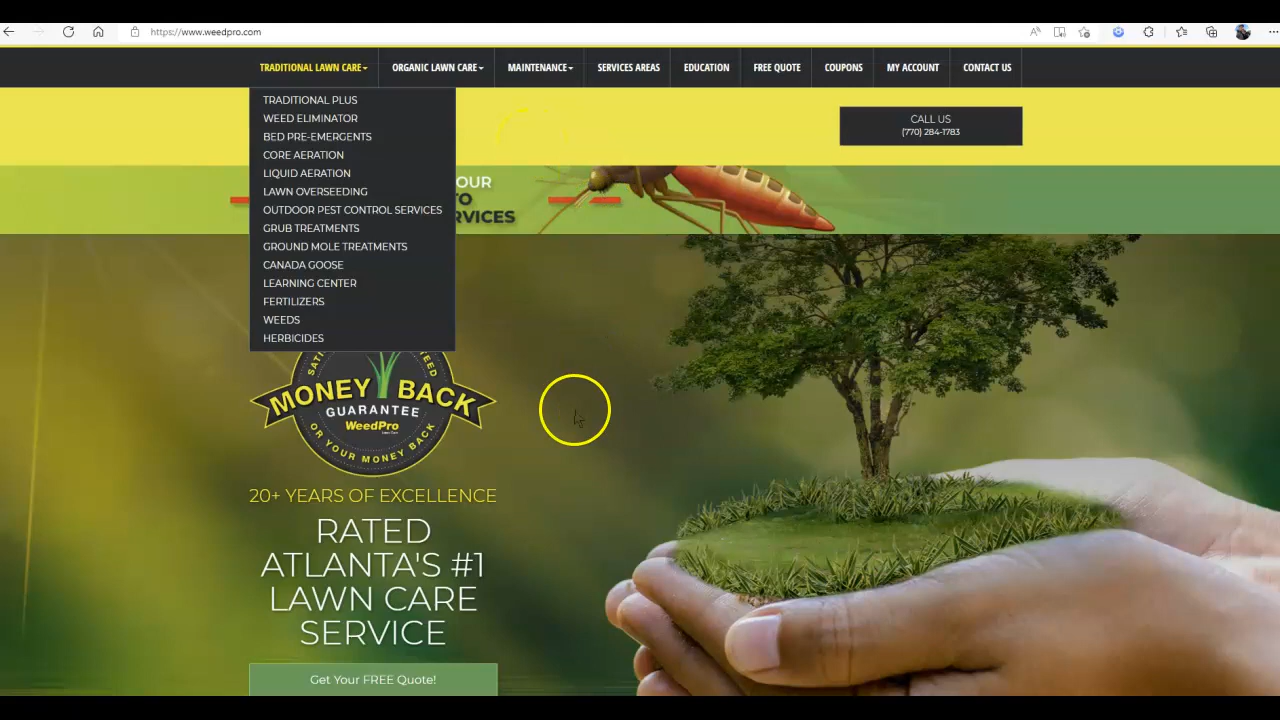 https://www.weedpro.com
TRADITIONAL LAWN CARE
ORGANIC LAWN CARE
MAINTENANCE
SERVICES AREAS
EDUCATION
FREE QUOTE
COUPONS
MY ACCOUNT
CONTACT US
TRADITIONAL PLUS
WEED ELIMINATOR
BED PRE-EMERGENTS
CORE AERATION
LIQUID AERATION
LAWN OVERSEEDING
OUTDOOR PEST CONTROL SERVICES
GRUB TREATMENTS
GROUND MOLE TREATMENTS
CANADA GOOSE
LEARNING CENTER
FERTILIZERS
WEEDS
HERBICIDES
CALL US
(770) 284-1783
OUR
TO
RVICES
MONEY BACK
GUARANTEE
WeedPro
OR YOUR MONEY BACK
20+ YEARS OF EXCELLENCE
RATED
ATLANTA'S #1
LAWN CARE
SERVICE
Get Your FREE Quote!